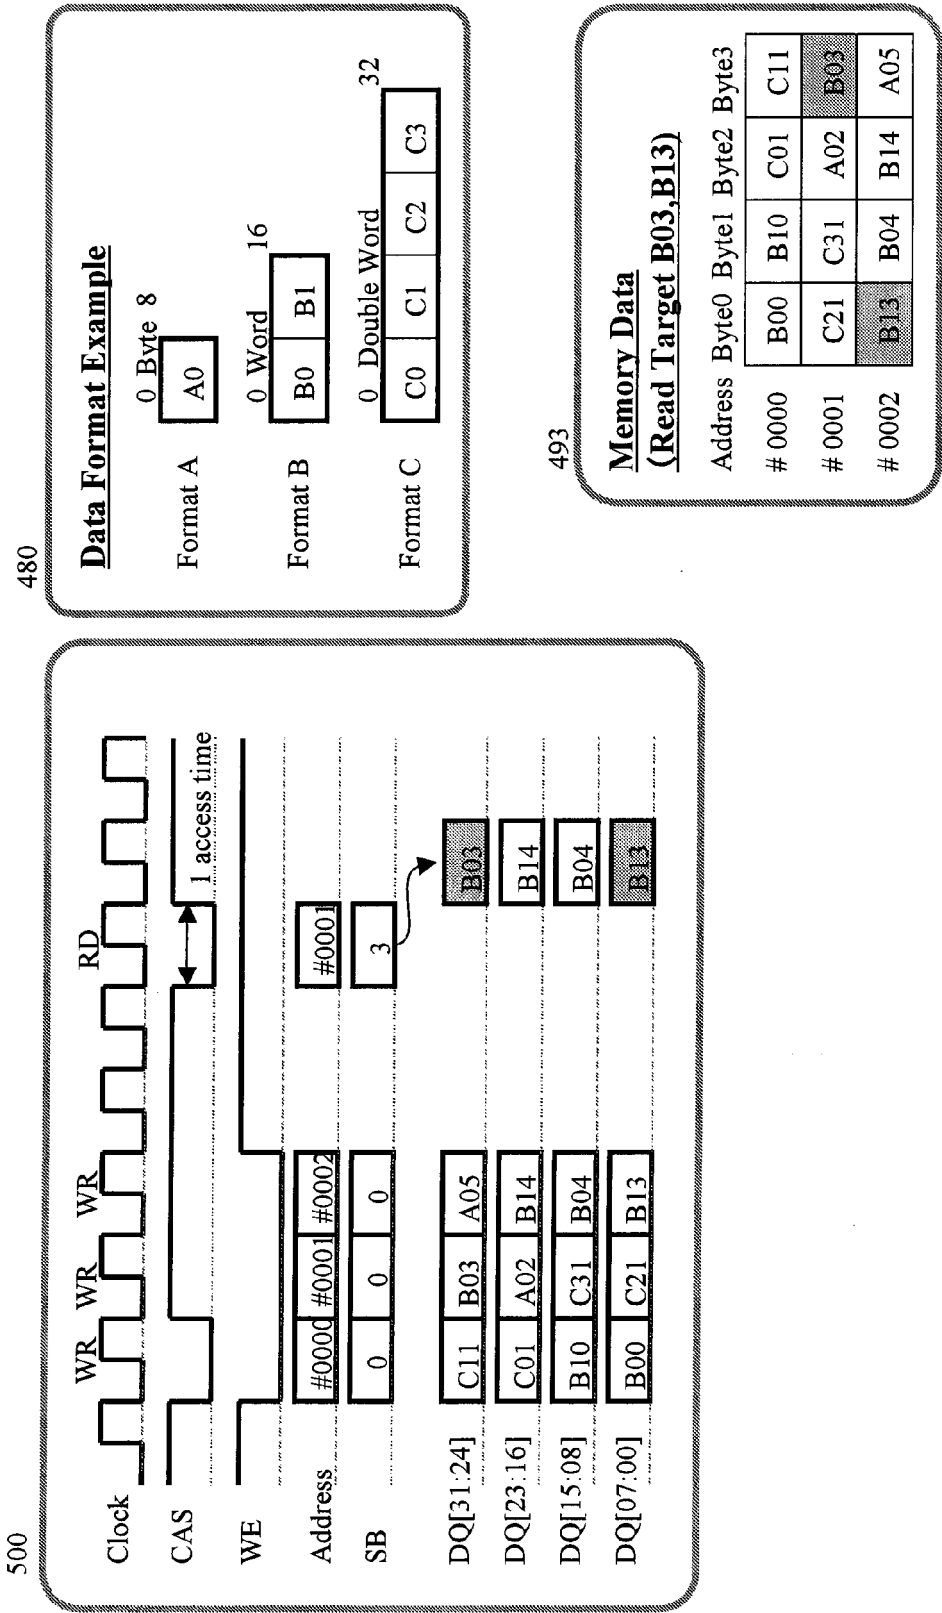 500
Clock
WR WR WR RD
CAS
1 access time
WE
Address #0000 #0001 #0002 #0001
SB 0 0 0 3
DQ[31:24] C11 B03 A05 B03
DQ[23:16] C01 A02 B14 B14
DQ[15:08] B10 C31 B04 B04
DQ[07:00] B00 C21 B13 B13
480
Data Format Example
0 Byte 8
Format A A0
0 Word 16
Format B B0 B1
0 Double Word 32
Format C C0 C1 C2 C3
493
Memory Data
(Read Target B03,B13)
Address Byte0 Byte1 Byte2 Byte3
# 0000 B00 B10 C01 C11
# 0001 C21 C31 A02 B03
# 0002 B13 B04 B14 A05